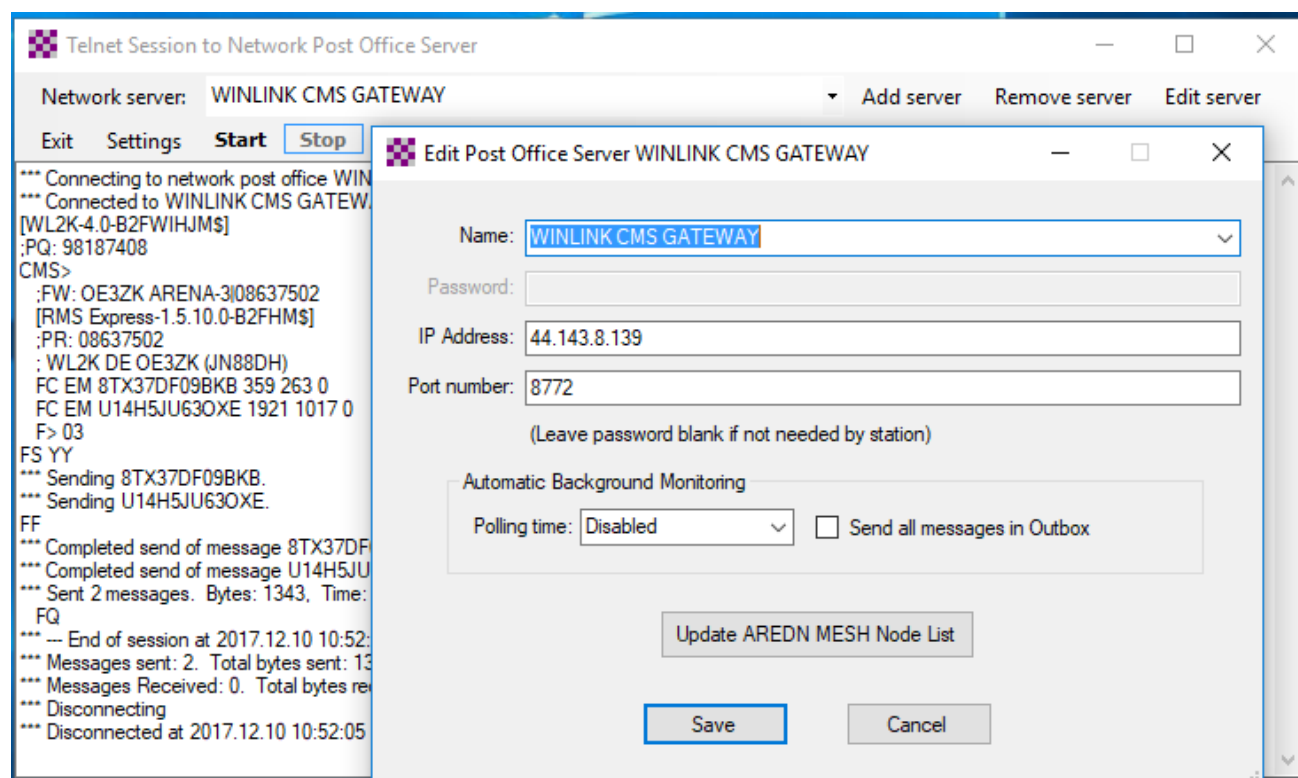 Telnet Session to Network Post Office Server
Network server: WINLINK CMS GATEWAY Add server Remove server Edit server
Exit Settings Start Stop
*** Connecting to network post office WIN
*** Connected to WINLINK CMS GATEW
[WL2K-4.0-B2FWIHJM$]
;PQ: 98187408
CMS>
;FW: OE3ZK ARENA-3|08637502
[RMS Express-1.5.10.0-B2FHM$]
;PR: 08637502
; WL2K DE OE3ZK (JN88DH)
FC EM 8TX37DF09BKB 359 263 0
FC EM U14H5JU63OXE 1921 1017 0
F> 03
FS YY
*** Sending 8TX37DF09BKB.
*** Sending U14H5JU63OXE.
FF
*** Completed send of message 8TX37DF
*** Completed send of message U14H5JU
*** Sent 2 messages. Bytes: 1343, Time:
FQ
*** --- End of session at 2017.12.10 10:52:
*** Messages sent: 2. Total bytes sent: 13
*** Messages Received: 0. Total bytes re
*** Disconnecting
*** Disconnected at 2017.12.10 10:52:05
Edit Post Office Server WINLINK CMS GATEWAY
Name: WINLINK CMS GATEWAY
Password:
IP Address: 44.143.8.139
Port number: 8772
(Leave password blank if not needed by station)
Automatic Background Monitoring
Polling time: Disabled Send all messages in Outbox
Update AREDN MESH Node List
Save Cancel